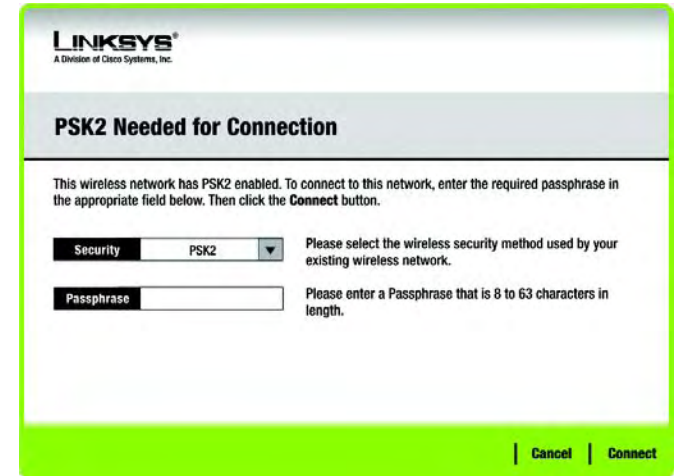 LINKSYS®
A Division of Cisco Systems, Inc.
PSK2 Needed for Connection
This wireless network has PSK2 enabled. To connect to this network, enter the required passphrase in
the appropriate field below. Then click the Connect button.
Security PSK2
Please select the wireless security method used by your
existing wireless network.
Passphrase
Please enter a Passphrase that is 8 to 63 characters in
length.
Cancel Connect